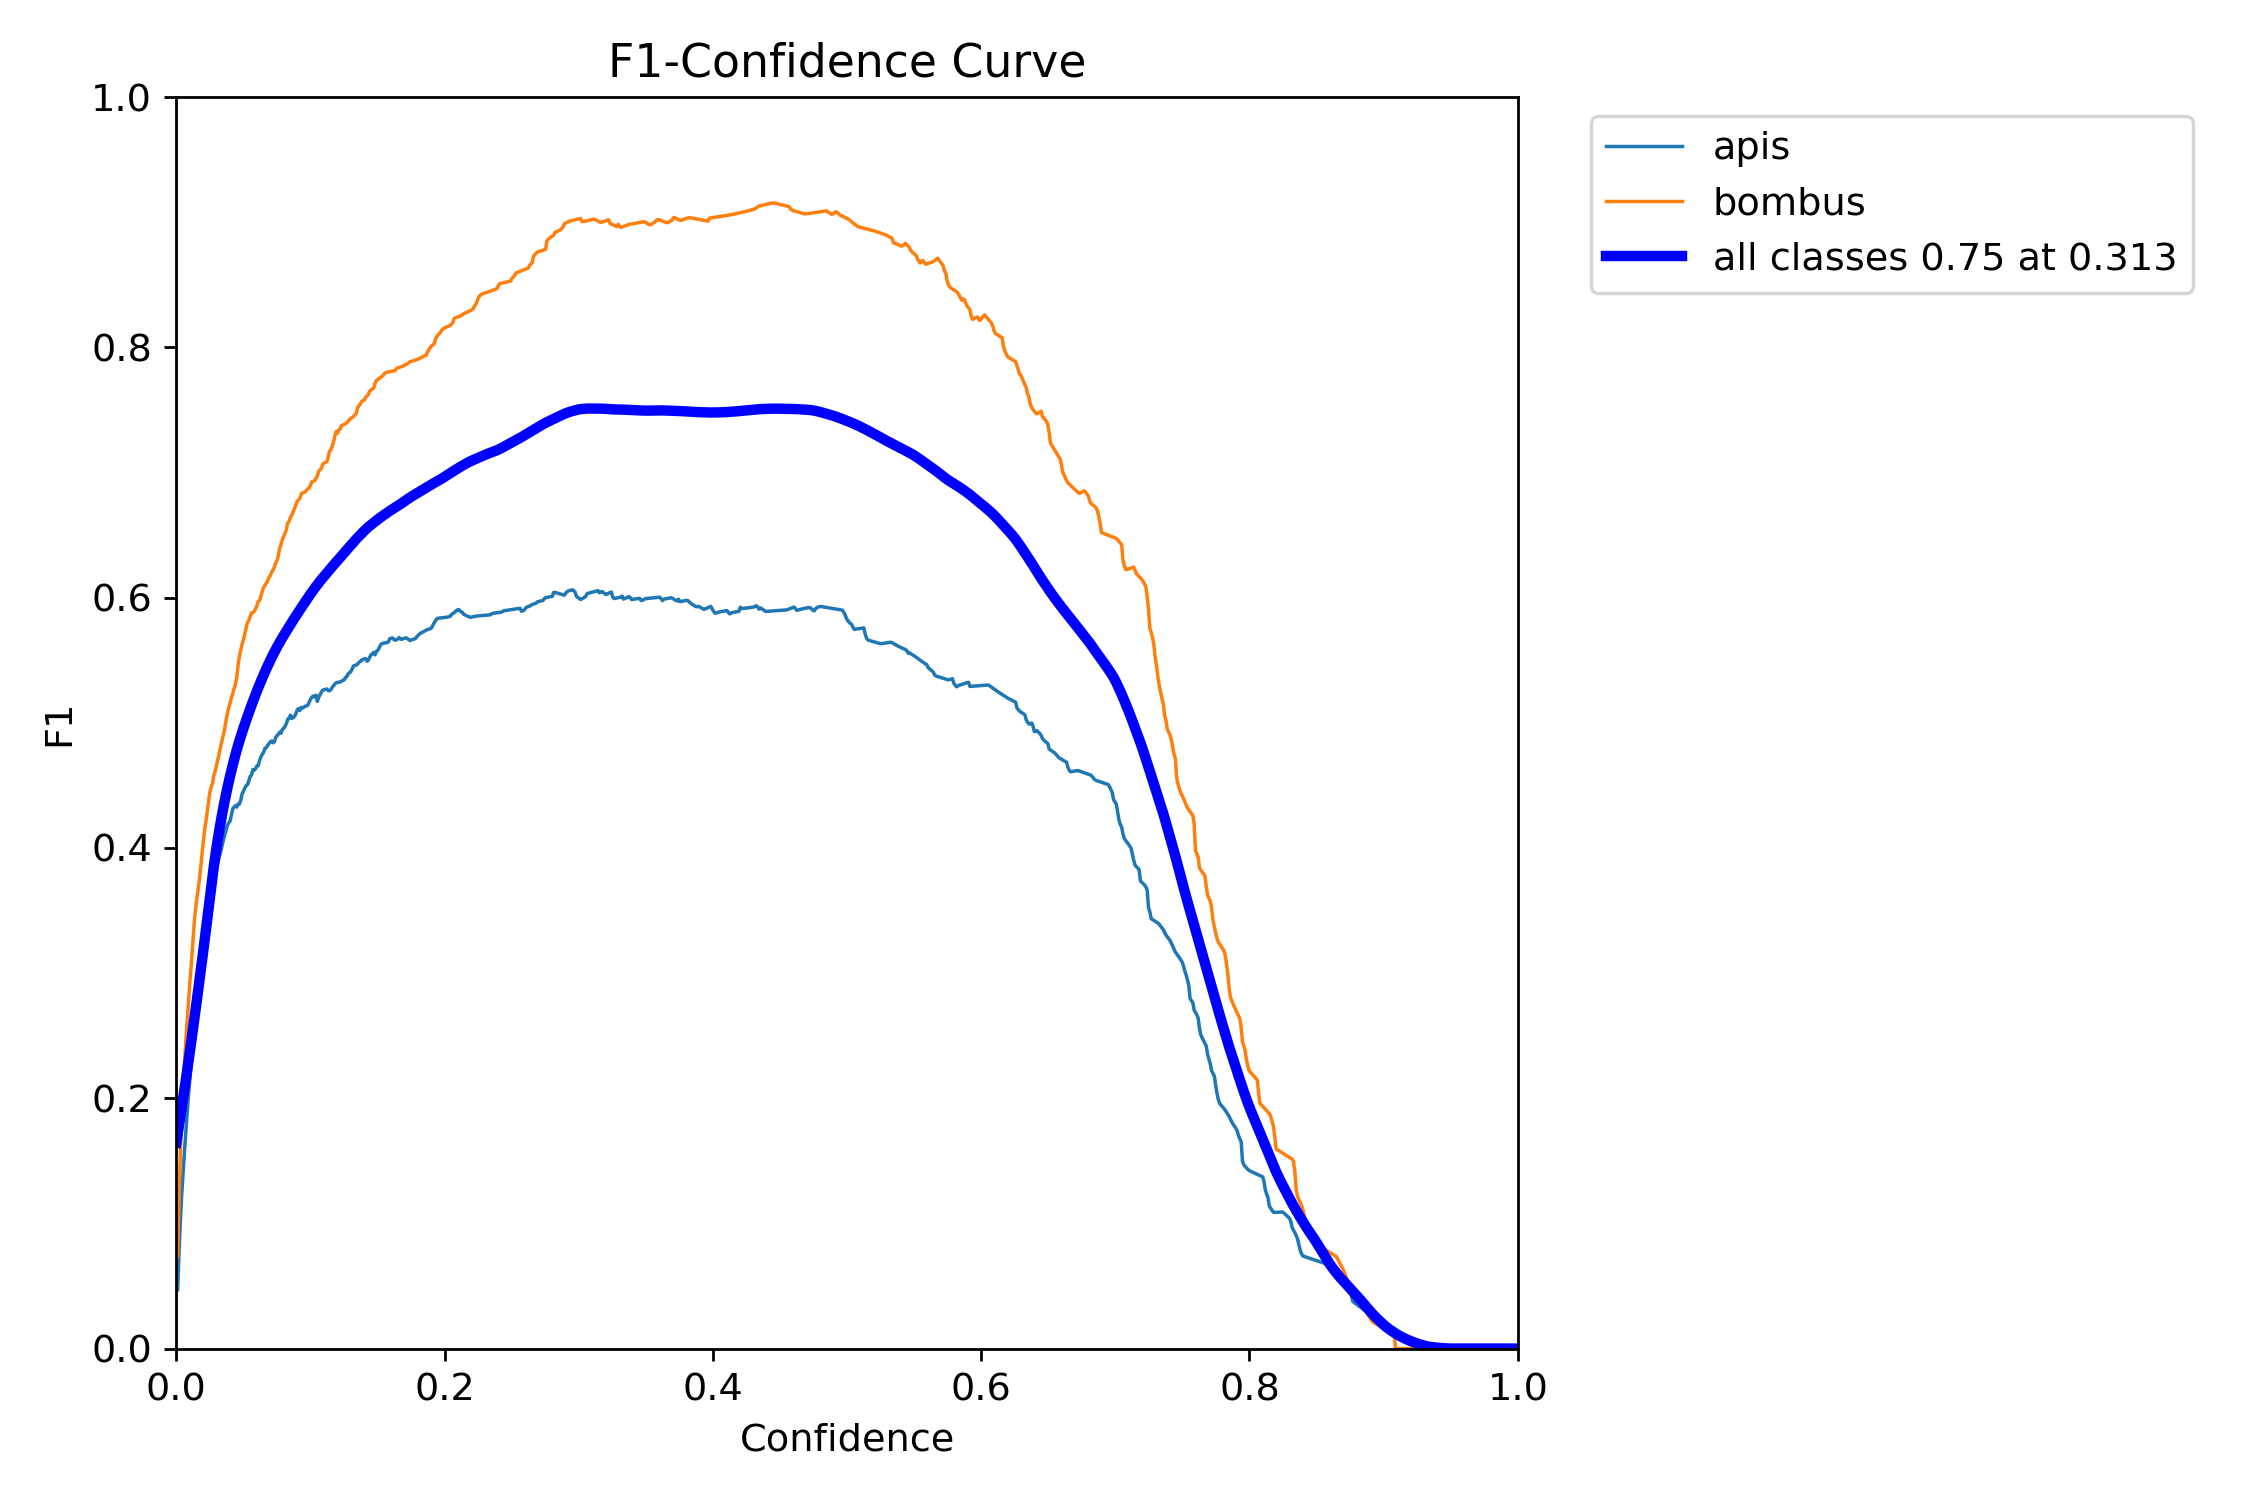 F1-Confidence Curve
1.0
0.8
0.6
0.4
0.2
0.0
F1
0.0 0.2 0.4 0.6 0.8 1.0
Confidence
apis
bombus
all classes 0.75 at 0.313